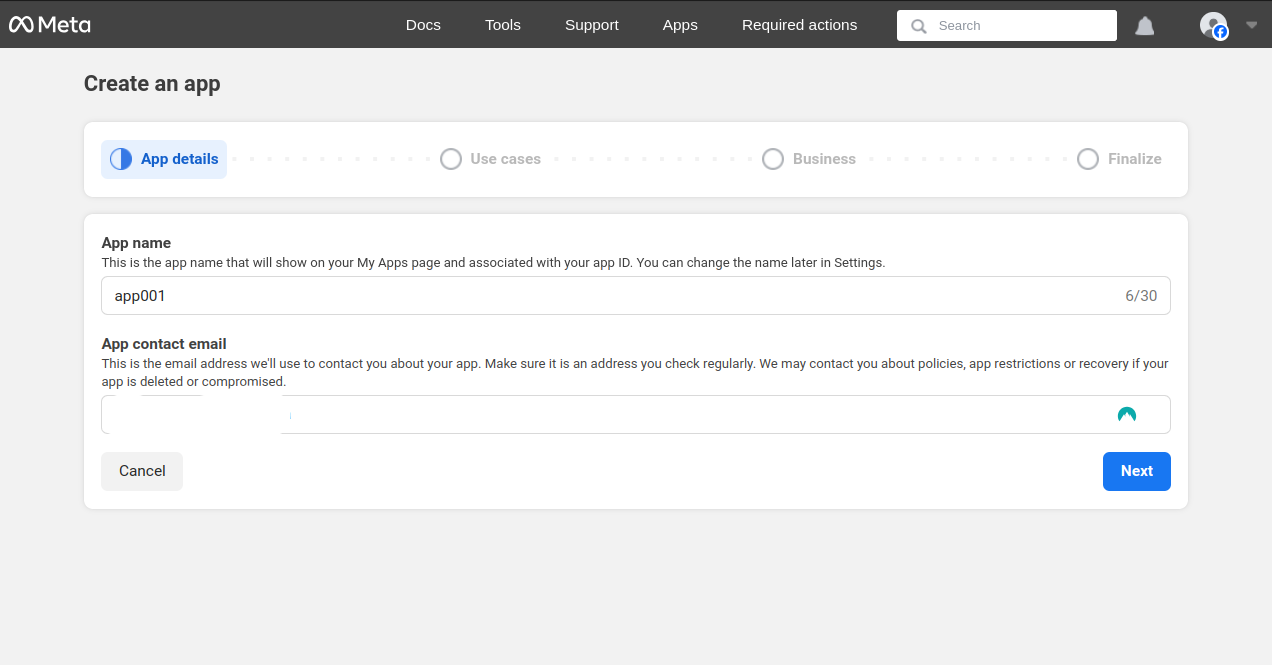 Meta Docs Tools Support Apps Required actions Search
Create an app
App details Use cases Business Finalize
App name
This is the app name that will show on your My Apps page and associated with your app ID. You can change the name later in Settings.
app001 6/30
App contact email
This is the email address we'll use to contact you about your app. Make sure it is an address you check regularly. We may contact you about policies, app restrictions or recovery if your
app is deleted or compromised.
Cancel Next